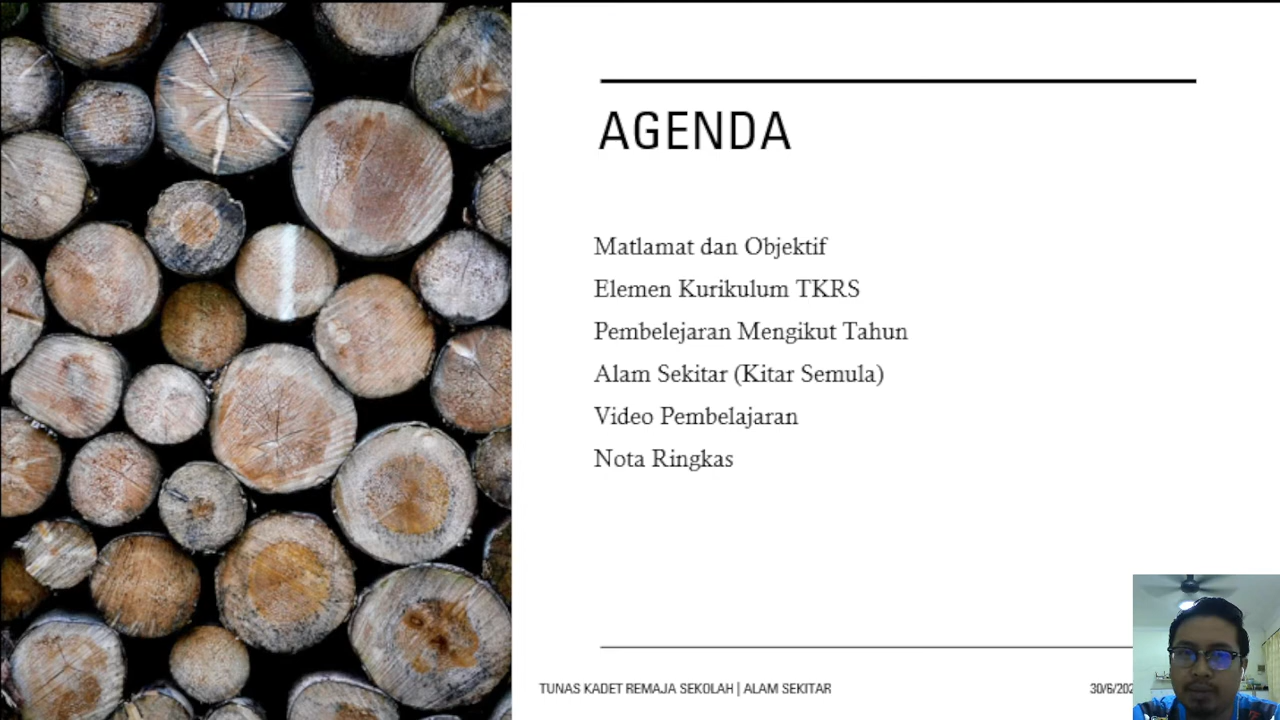 AGENDA
Matlamat dan Objektif
Elemen Kurikulum TKRS
Pembelejaran Mengikut Tahun
Alam Sekitar (Kitar Semula)
Video Pembelajaran
Nota Ringkas
TUNAS KADET REMAJA SEKOLAH | ALAM SEKITAR